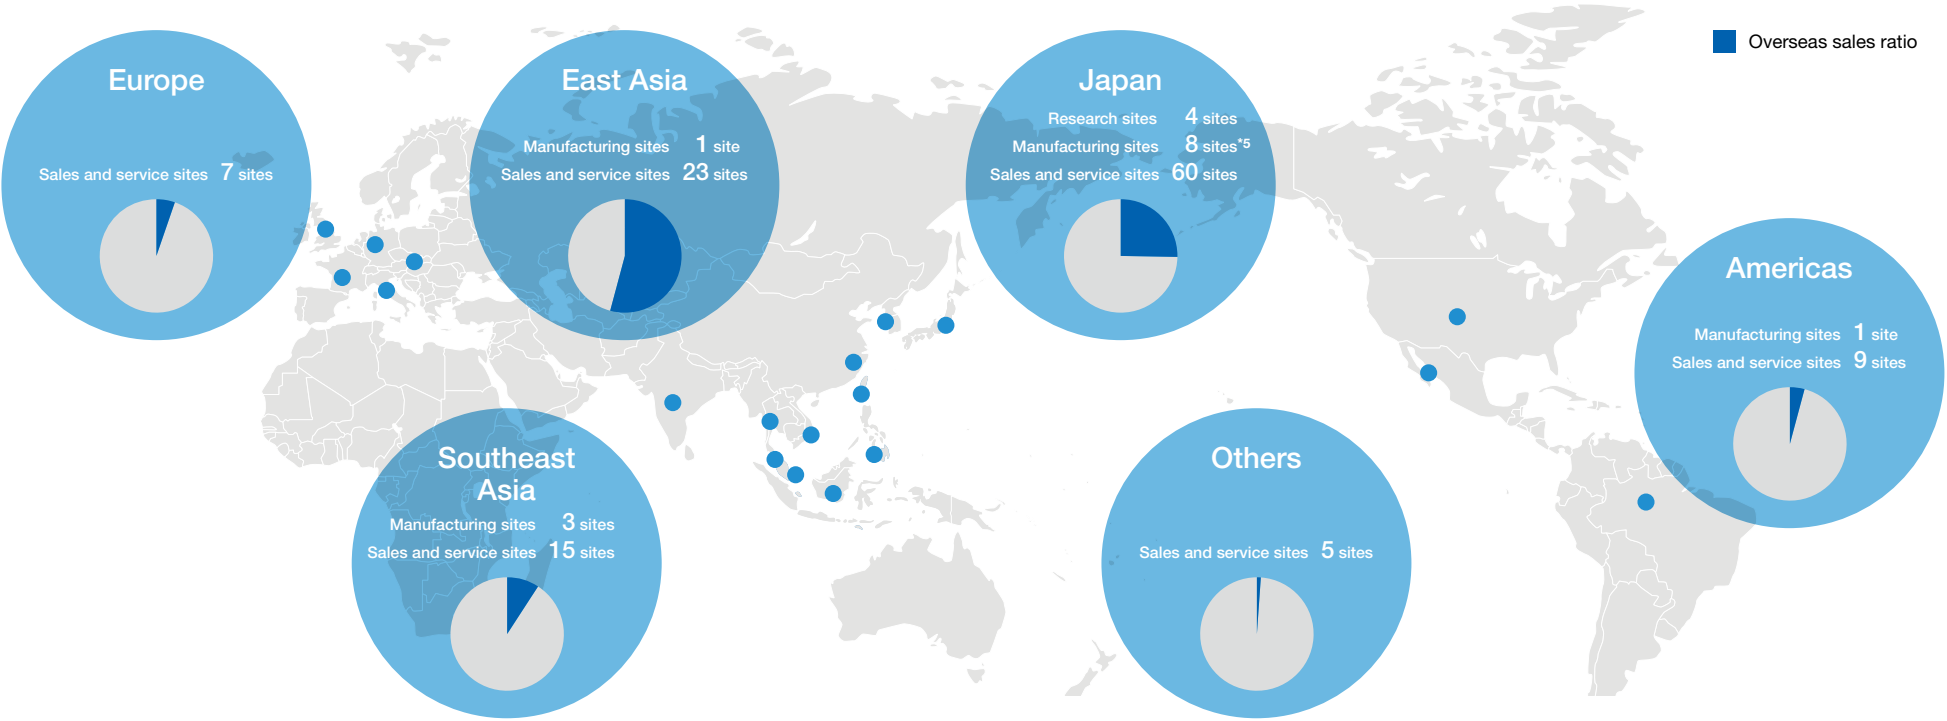 Overseas sales ratio
Europe
Sales and service sites 7 sites
East Asia
Manufacturing sites 1 site
Sales and service sites 23 sites
Japan
Research sites 4 sites
Manufacturing sites 8 sites*5
Sales and service sites 60 sites
Americas
Manufacturing sites 1 site
Sales and service sites 9 sites
Southeast
Asia
Manufacturing sites 3 sites
Sales and service sites 15 sites
Others
Sales and service sites 5 sites